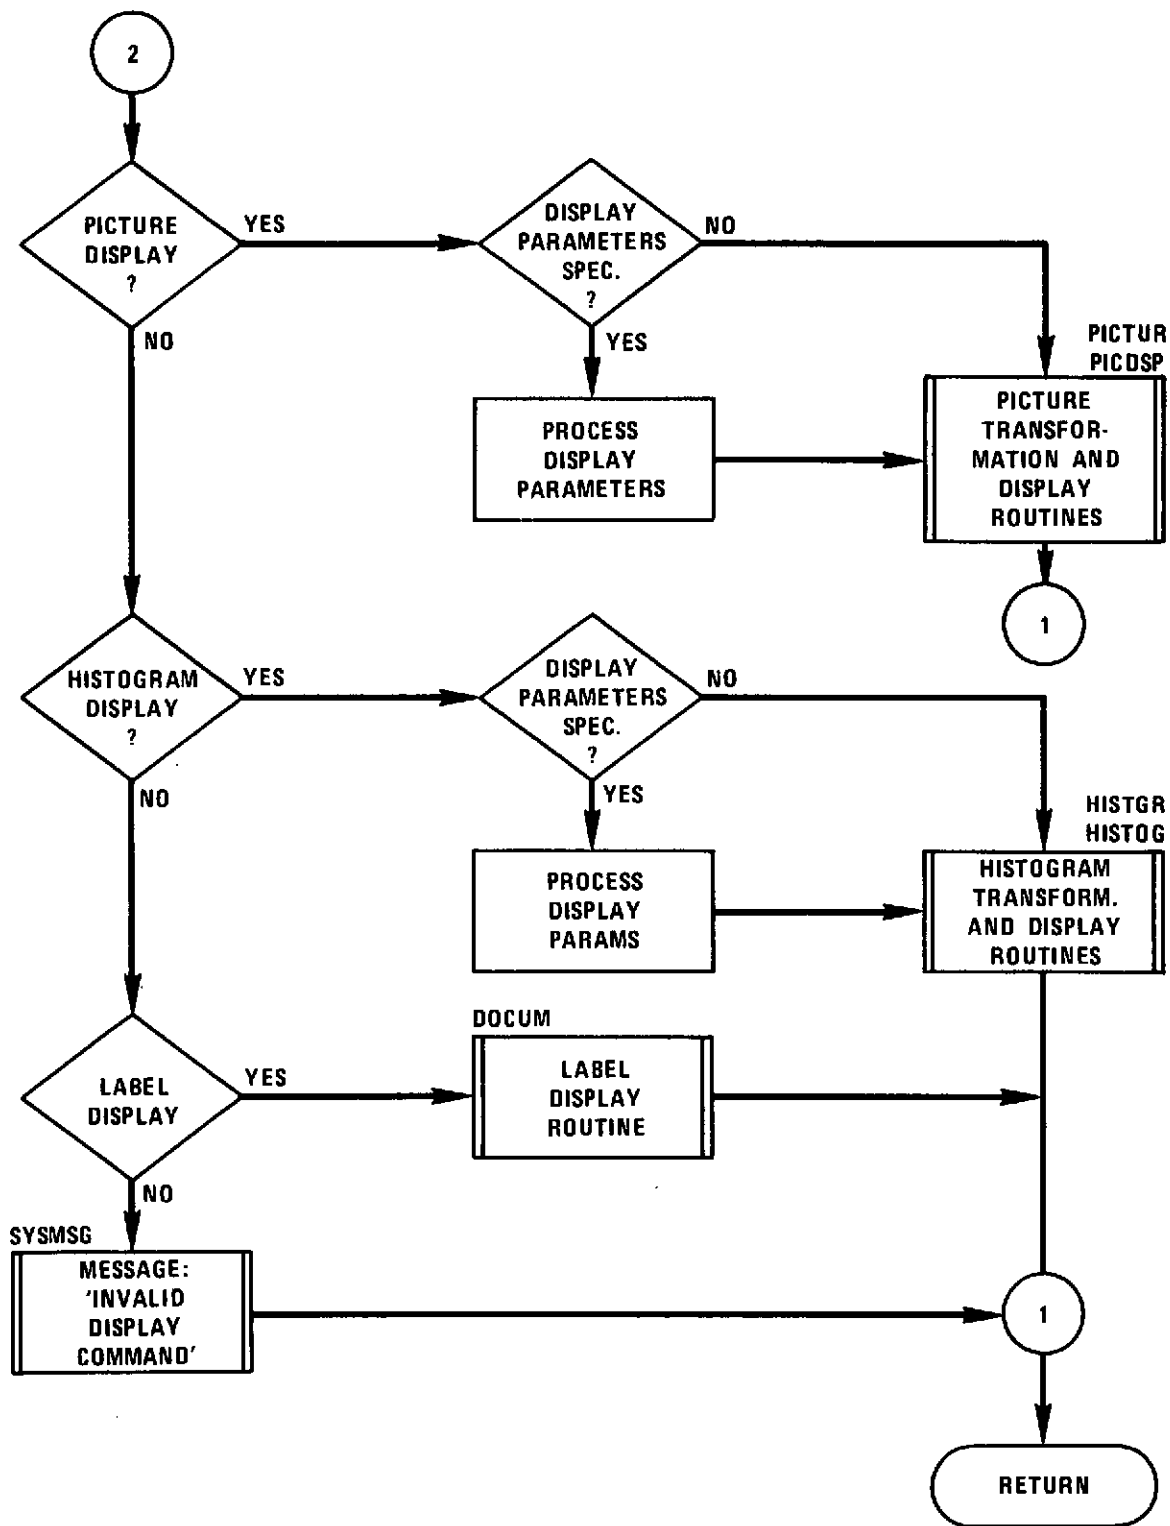 2
PICTURE
DISPLAY
?
YES
NO
DISPLAY
PARAMETERS
SPEC.
?
NO
YES
PROCESS
DISPLAY
PARAMETERS
PICTUR
PICDSP
PICTURE
TRANSFOR-
MATION AND
DISPLAY
ROUTINES
1
HISTOGRAM
DISPLAY
?
YES
NO
DISPLAY
PARAMETERS
SPEC.
?
NO
YES
PROCESS
DISPLAY
PARAMS
HISTGR
HISTOG
HISTOGRAM
TRANSFORM.
AND DISPLAY
ROUTINES
LABEL
DISPLAY
YES
NO
DOCUM
LABEL
DISPLAY
ROUTINE
SYSMSG
MESSAGE:
'INVALID
DISPLAY
COMMAND'
1
RETURN